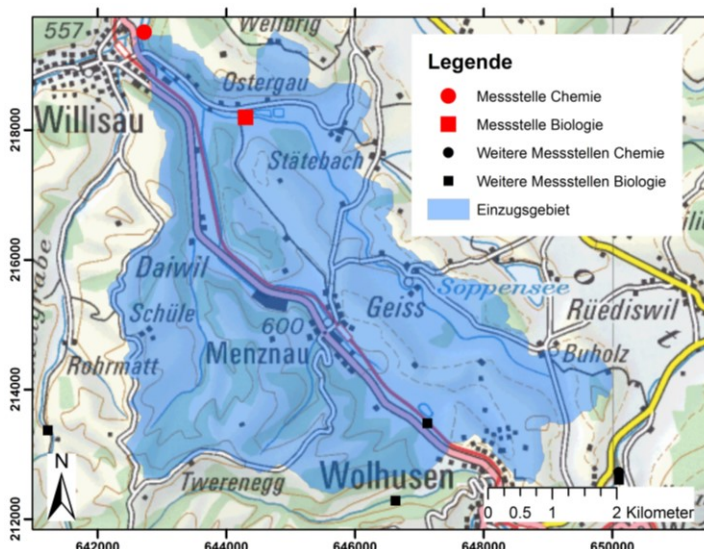 557
Wellbrig
Ostergau
Willisau
Stätebach
Legende
Messstelle Chemie
Messstelle Biologie
Weitere Messstellen Chemie
Weitere Messstellen Biologie
Einzugsgebiet
Daiwil
Schüle
Geiss
Soppensee
Rüediswil
600
Menznau
Buholz
Rohrmatt
Twerenegg
Wolhusen
N
0 0.5 1 2 Kilometer
218000
216000
214000
212000
642000 644000 646000 648000 650000